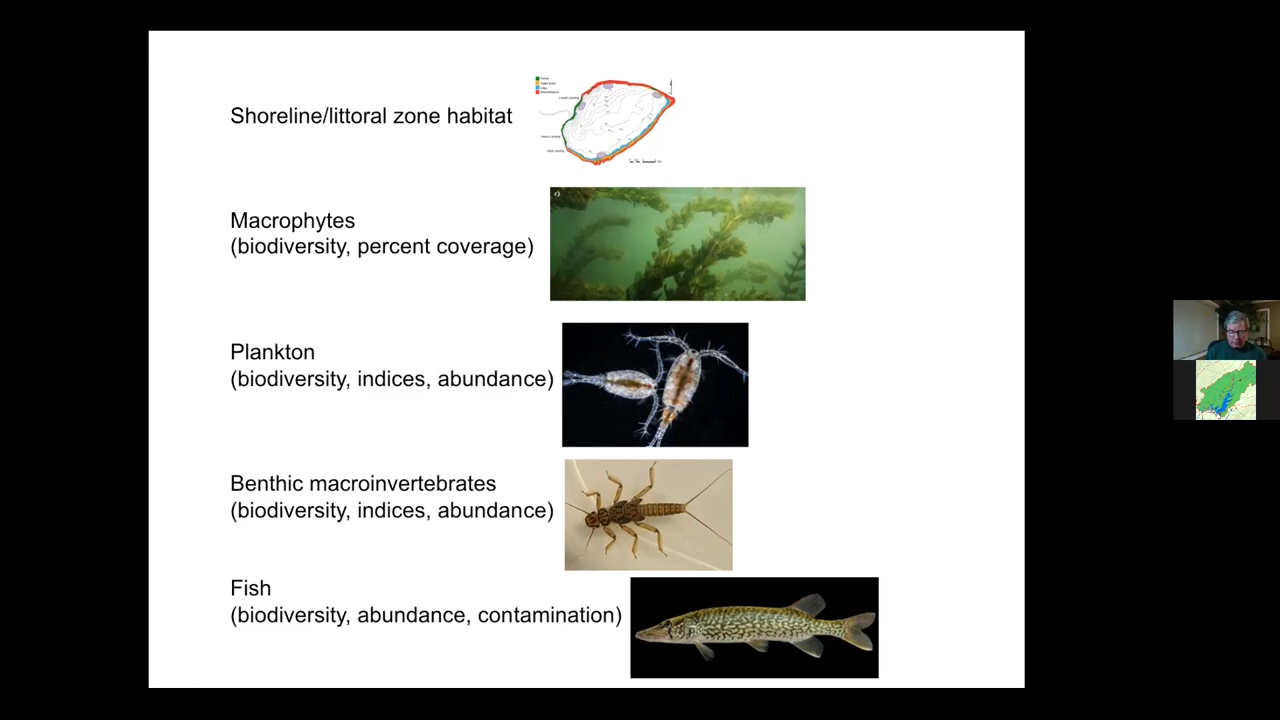 Shoreline/littoral zone habitat
Macrophytes
(biodiversity, percent coverage)
Plankton
(biodiversity, indices, abundance)
Benthic macroinvertebrates
(biodiversity, indices, abundance)
Fish
(biodiversity, abundance, contamination)